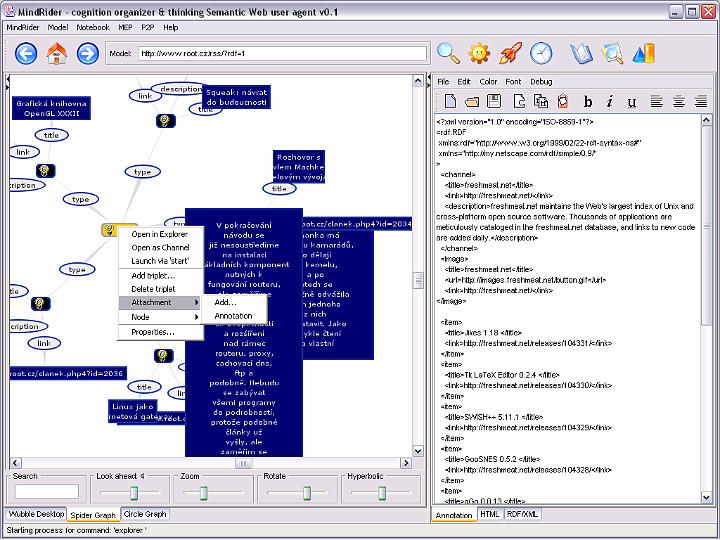 MindRider - cognition organizer & thinking Semantic Web user agent v0.1
MindRider Model Notebook MEP P2P Help
Model: http://www.root.cz/rss/?rdf=1
description
Squeak: návrat
do budoucnosti
link
Grafická knihovna
OpenGL XXXII
title
link
type
type
Rozhovor s
title
type
Open in Explorer
Open as Channel
Launch via 'start'
Add triplet...
Delete triplet
Attachment
Node
Properties...
Add...
Annotation
V pokračování
návodu se
již nesoustředíme
na instalaci
základních komponent
nutných k
fungování routeru,
a rozšíření
nad rámec
routeru, proxy,
cachovací dns,
ftp a
podobně. Nebudu
se zabývat
všemi programy
do podrobností,
protože podobné
články už
vyšly, ale
zaměřím se
root.cz/clanek.php4?id=2034
link
root.cz/clanek.php4?id=2036
title
Linux jako
Search
Look ahead: 4
Zoom
Rotate
Hyperbolic
Wubble Desktop Spider Graph Circle Graph
File Edit Color Font Debug
b i u
<?xml version="1.0" encoding="ISO-8859-1"?>
<rdf:RDF
xmlns:rdf="http://www.w3.org/1999/02/22-rdf-syntax-ns#"
xmlns="http://my.netscape.com/rdf/simple/0.9/"
>
<channel>
<title>freshmeat.net</title>
<link>http://freshmeat.net/</link>
<description>freshmeat.net maintains the Web's largest index of Unix and
cross-platform open source software. Thousands of applications are
meticulously cataloged in the freshmeat.net database, and links to new code
are added daily.</description>
</channel>
<image>
<title>freshmeat.net</title>
<url>http://images.freshmeat.net/button.gif</url>
<link>http://freshmeat.net/</link>
</image>
<item>
<title>Jikes 1.18 </title>
<link>http://freshmeat.net/releases/104331/</link>
</item>
<item>
<title>Tk LaTeX Editor 0.2.4 </title>
<link>http://freshmeat.net/releases/104330/</link>
</item>
<item>
<title>SWISH++ 5.11.1 </title>
<link>http://freshmeat.net/releases/104329/</link>
</item>
<item>
<title>GooSNES 0.5.2 </title>
<link>http://freshmeat.net/releases/104328/</link>
</item>
<item>
Annotation HTML RDF/XML
Starting process for command: 'explorer '